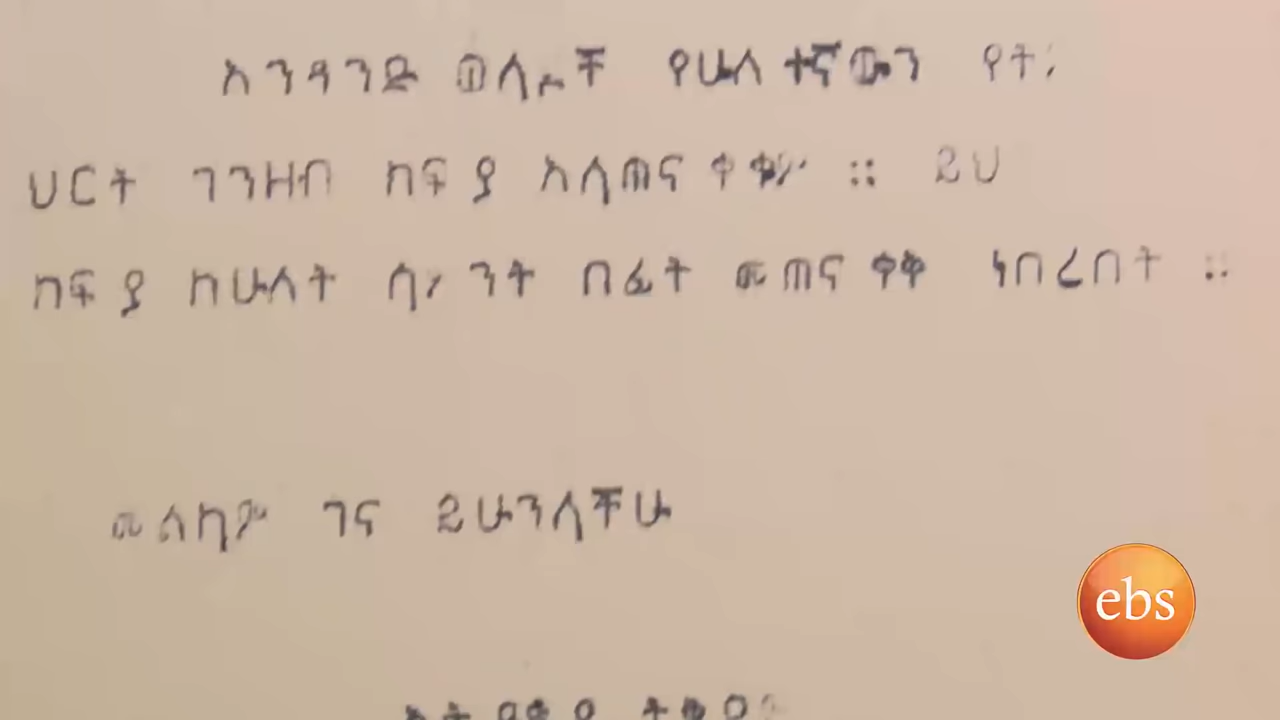 አንዳንድ ወላጆች የሁለተኛውን የት/
ህርት ገንዘብ ክፍያ አላጠናቀቁም ። ይህ
ክፍያ ከሁለት ሳምንት በፊት መጠናቀቅ ነበረበት ።
መልካም ገና ይሁንላችሁ
ebs